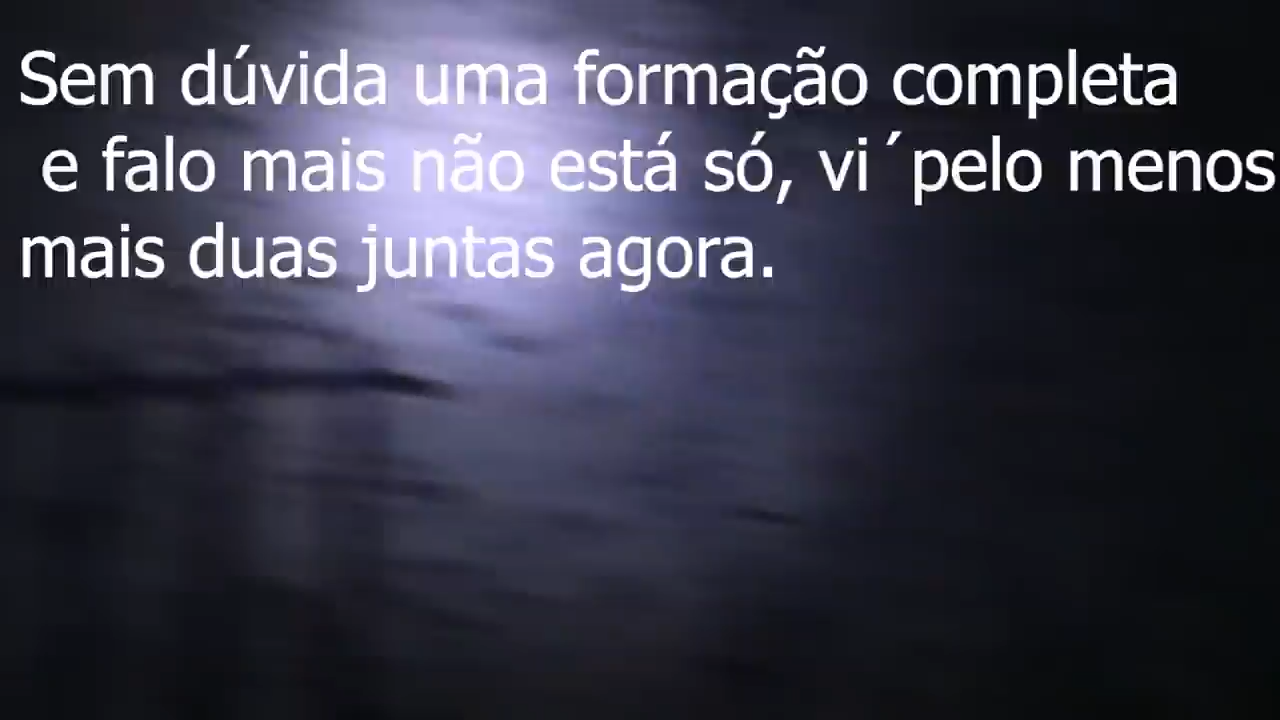 Sem dúvida uma formação completa
e falo mais não está só, vi´pelo menos
mais duas juntas agora.